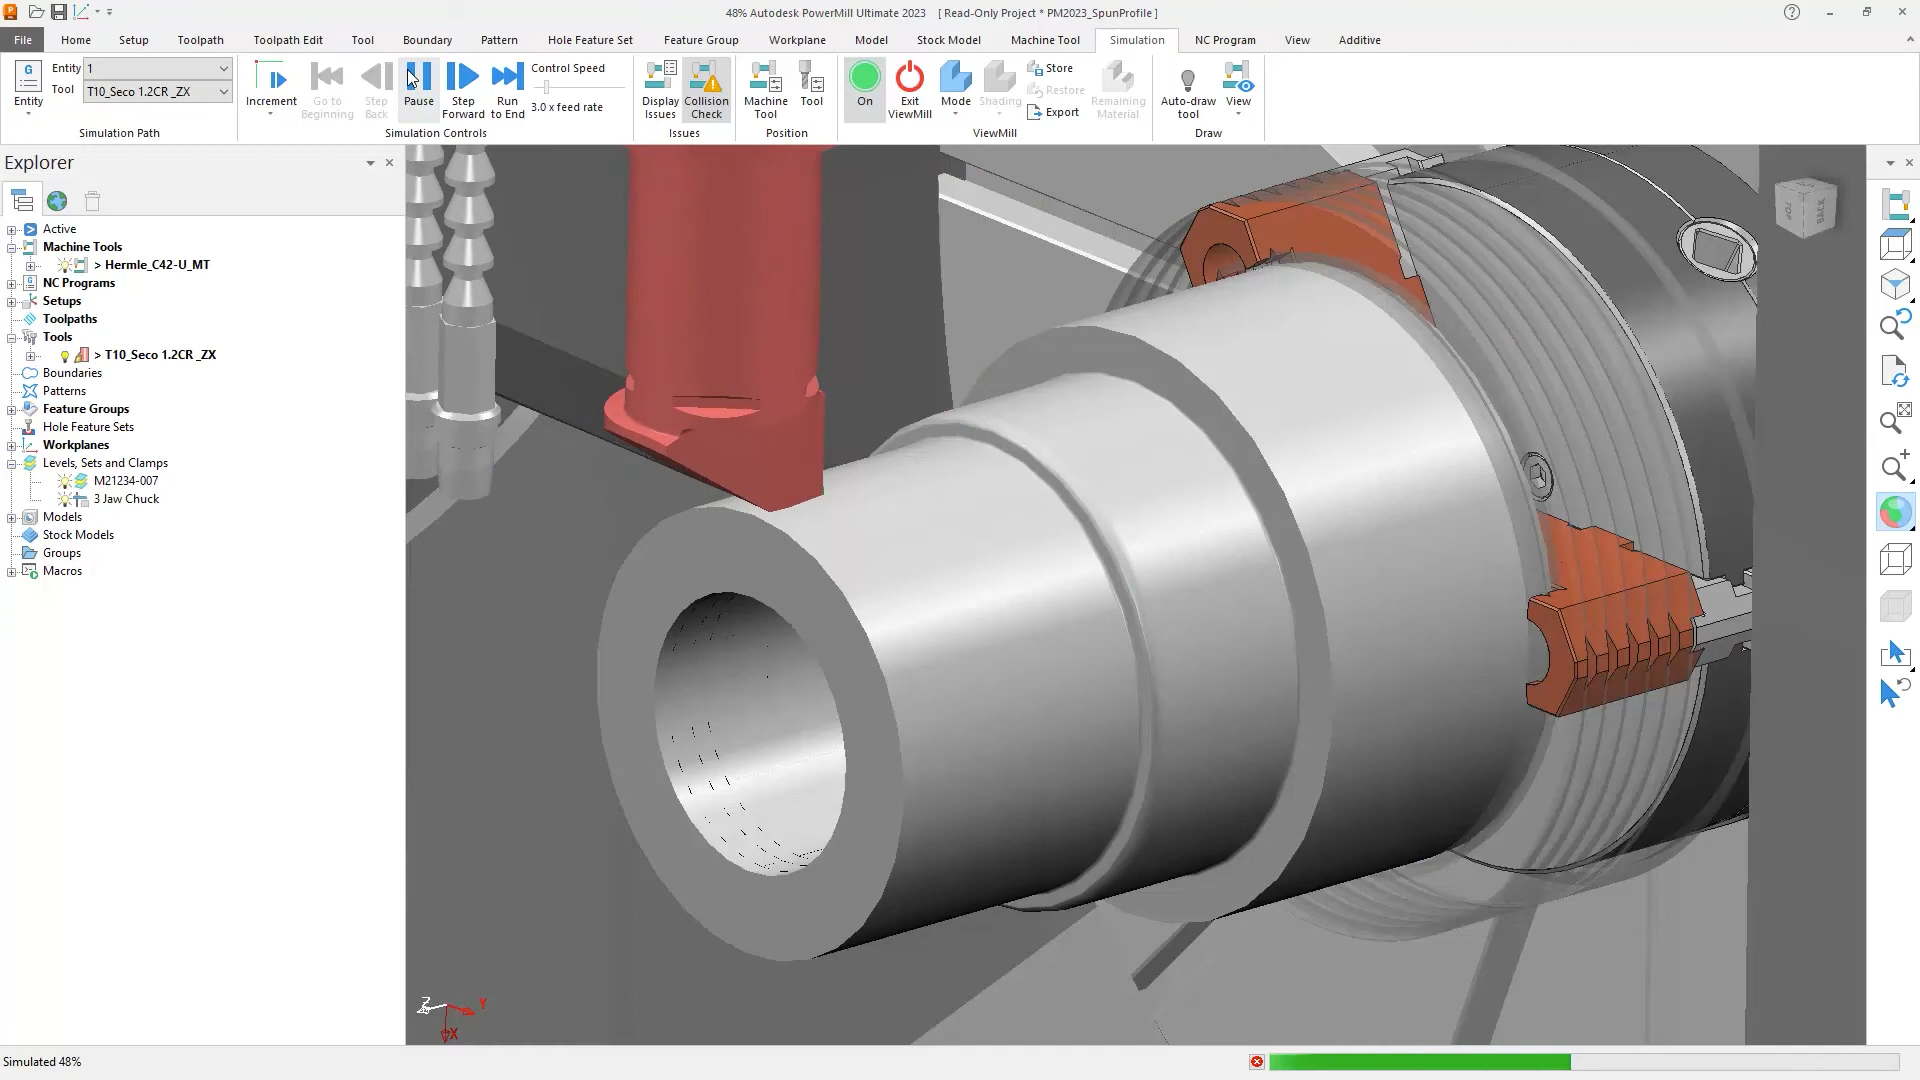 48% Autodesk PowerMill Ultimate 2023 [ Read-Only Project * PM2023_SpunProfile ]
File Home Setup Toolpath Toolpath Edit Tool Boundary Pattern Hole Feature Set Feature Group Workplane Model Stock Model Machine Tool Simulation NC Program View Additive
Entity 1
Tool T10_Seco 1.2CR _ZX
Entity
Simulation Path
Increment
Go to Beginning
Step Back
Pause
Step Forward
Run to End
Control Speed
3.0 x feed rate
Simulation Controls
Display Issues
Collision Check
Issues
Machine Tool
Tool
Position
On
Exit ViewMill
Mode
Shading
Store
Restore
Export
Remaining Material
ViewMill
Auto-draw tool
View
Draw
Explorer
Active
Machine Tools
> Hermle_C42-U_MT
NC Programs
Setups
Toolpaths
Tools
> T10_Seco 1.2CR _ZX
Boundaries
Patterns
Feature Groups
Hole Feature Sets
Workplanes
Levels, Sets and Clamps
M21234-007
3 Jaw Chuck
Models
Stock Models
Groups
Macros
TOP
BACK
Z
Y
X
Simulated 48%